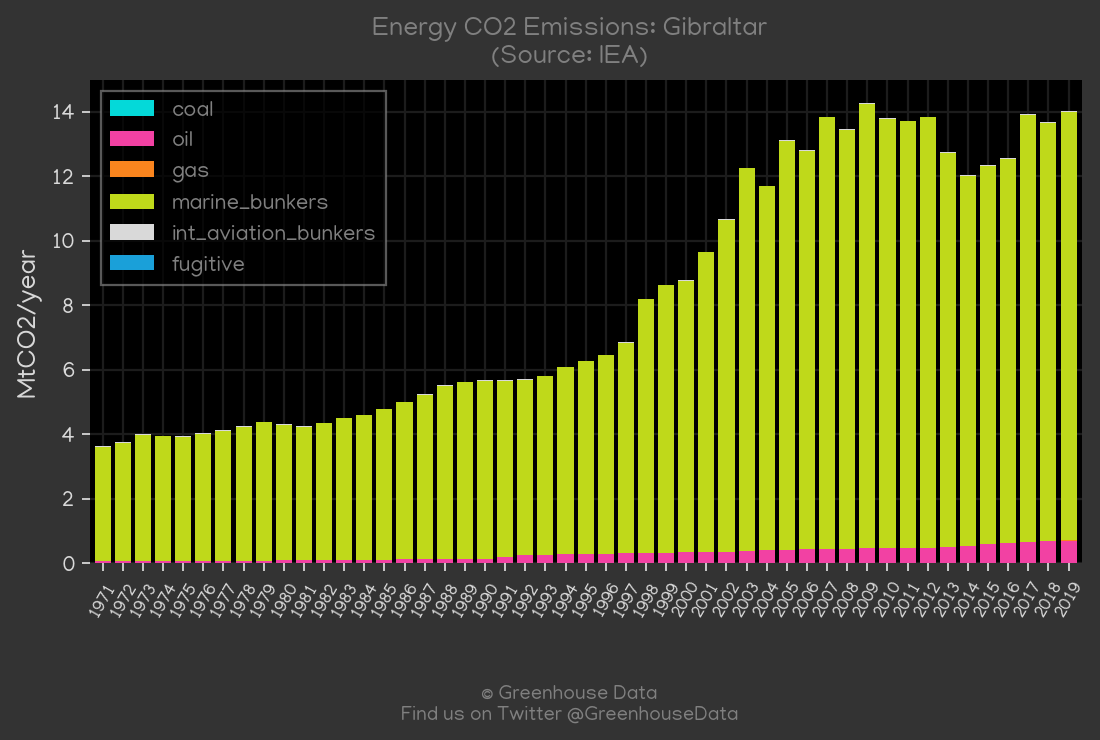 Energy CO2 Emissions: Gibraltar
(Source: IEA)
coal
oil
gas
marine_bunkers
int_aviation_bunkers
fugitive
MtCO2/year
14
12
10
8
6
4
2
0
1971 1972 1973 1974 1975 1976 1977 1978 1979 1980 1981 1982 1983 1984 1985 1986 1987 1988 1989 1990 1991 1992 1993 1994 1995 1996 1997 1998 1999 2000 2001 2002 2003 2004 2005 2006 2007 2008 2009 2010 2011 2012 2013 2014 2015 2016 2017 2018 2019
© Greenhouse Data
Find us on Twitter @GreenhouseData